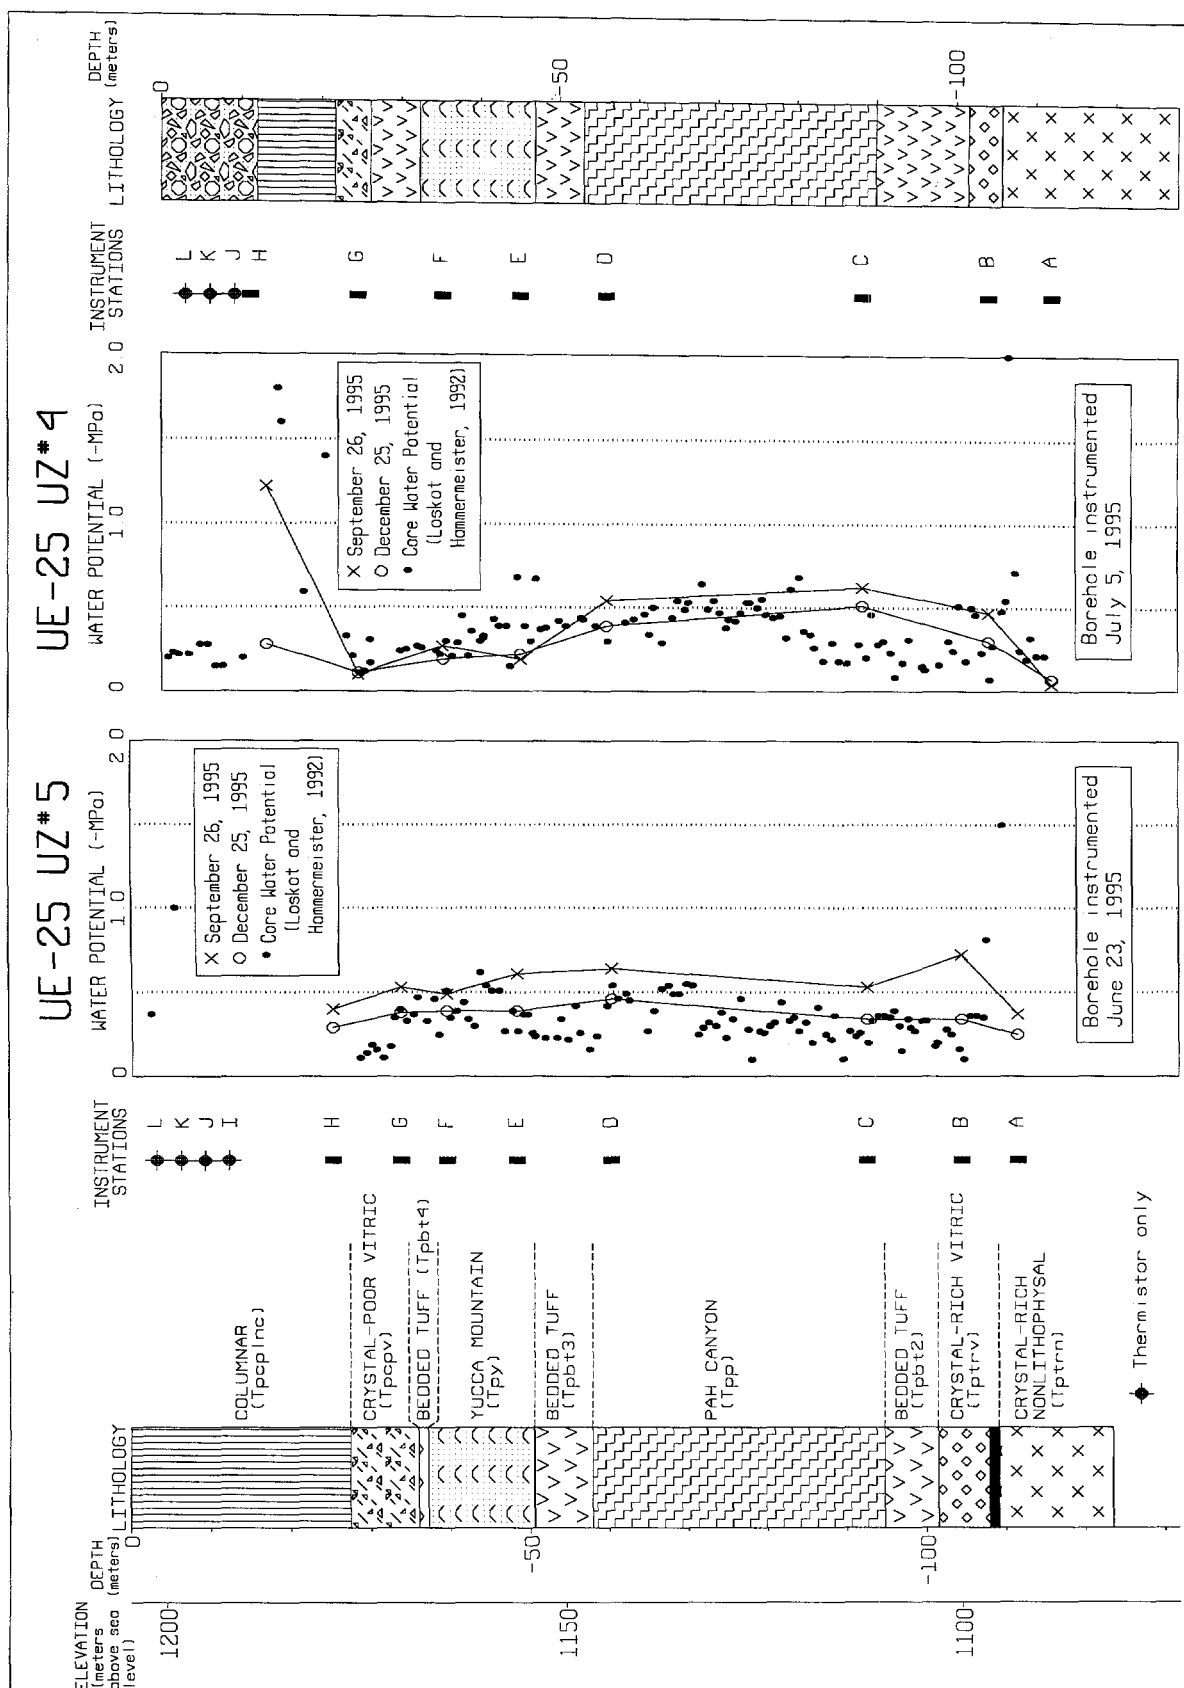 UE-25 UZ#5
UE-25 UZ#4
ELEVATION
(meters
above sea
level)
DEPTH
(meters)
LITHOLOGY
INSTRUMENT
STATIONS
WATER POTENTIAL (-MPa)
0
1.0
2.0
WATER POTENTIAL (-MPa)
0
1.0
2.0
INSTRUMENT
STATIONS
LITHOLOGY
DEPTH
(meters)
1200
1150
1100
0
-50
-100
COLUMNAR
(Tpcplnc)
CRYSTAL-POOR VITRIC
(Tpcpv)
BEDDED TUFF (Tpbt4)
YUCCA MOUNTAIN
(Tpy)
BEDDED TUFF
(Tpbt3)
PAH CANYON
(Tpp)
BEDDED TUFF
(Tpbt2)
CRYSTAL-RICH VITRIC
(Tptrv)
CRYSTAL-RICH
NONLITHOPHYSAL
(Tptrn)
Thermistor only
L
K
J
I
H
G
F
E
D
C
B
A
× September 26, 1995
○ December 25, 1995
• Core Water Potential
(Loskot and
Hammermeister, 1992)
Borehole instrumented
June 23, 1995
× September 26, 1995
○ December 25, 1995
• Core Water Potential
(Loskot and
Hammermeister, 1992)
Borehole instrumented
July 5, 1995
L
K
J
H
G
F
E
D
C
B
A
0
-50
-100